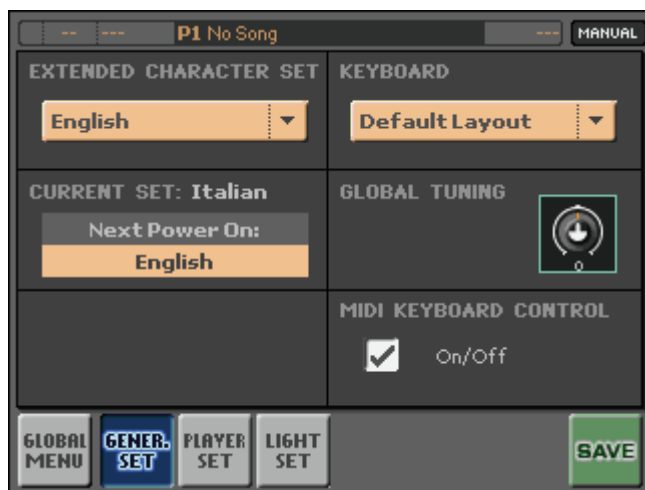 -- --- P1 No Song --- MANUAL
EXTENDED CHARACTER SET
English
KEYBOARD
Default Layout
CURRENT SET: Italian
Next Power On:
English
GLOBAL TUNING
0
MIDI KEYBOARD CONTROL
On/Off
GLOBAL MENU
GENER. SET
PLAYER SET
LIGHT SET
SAVE